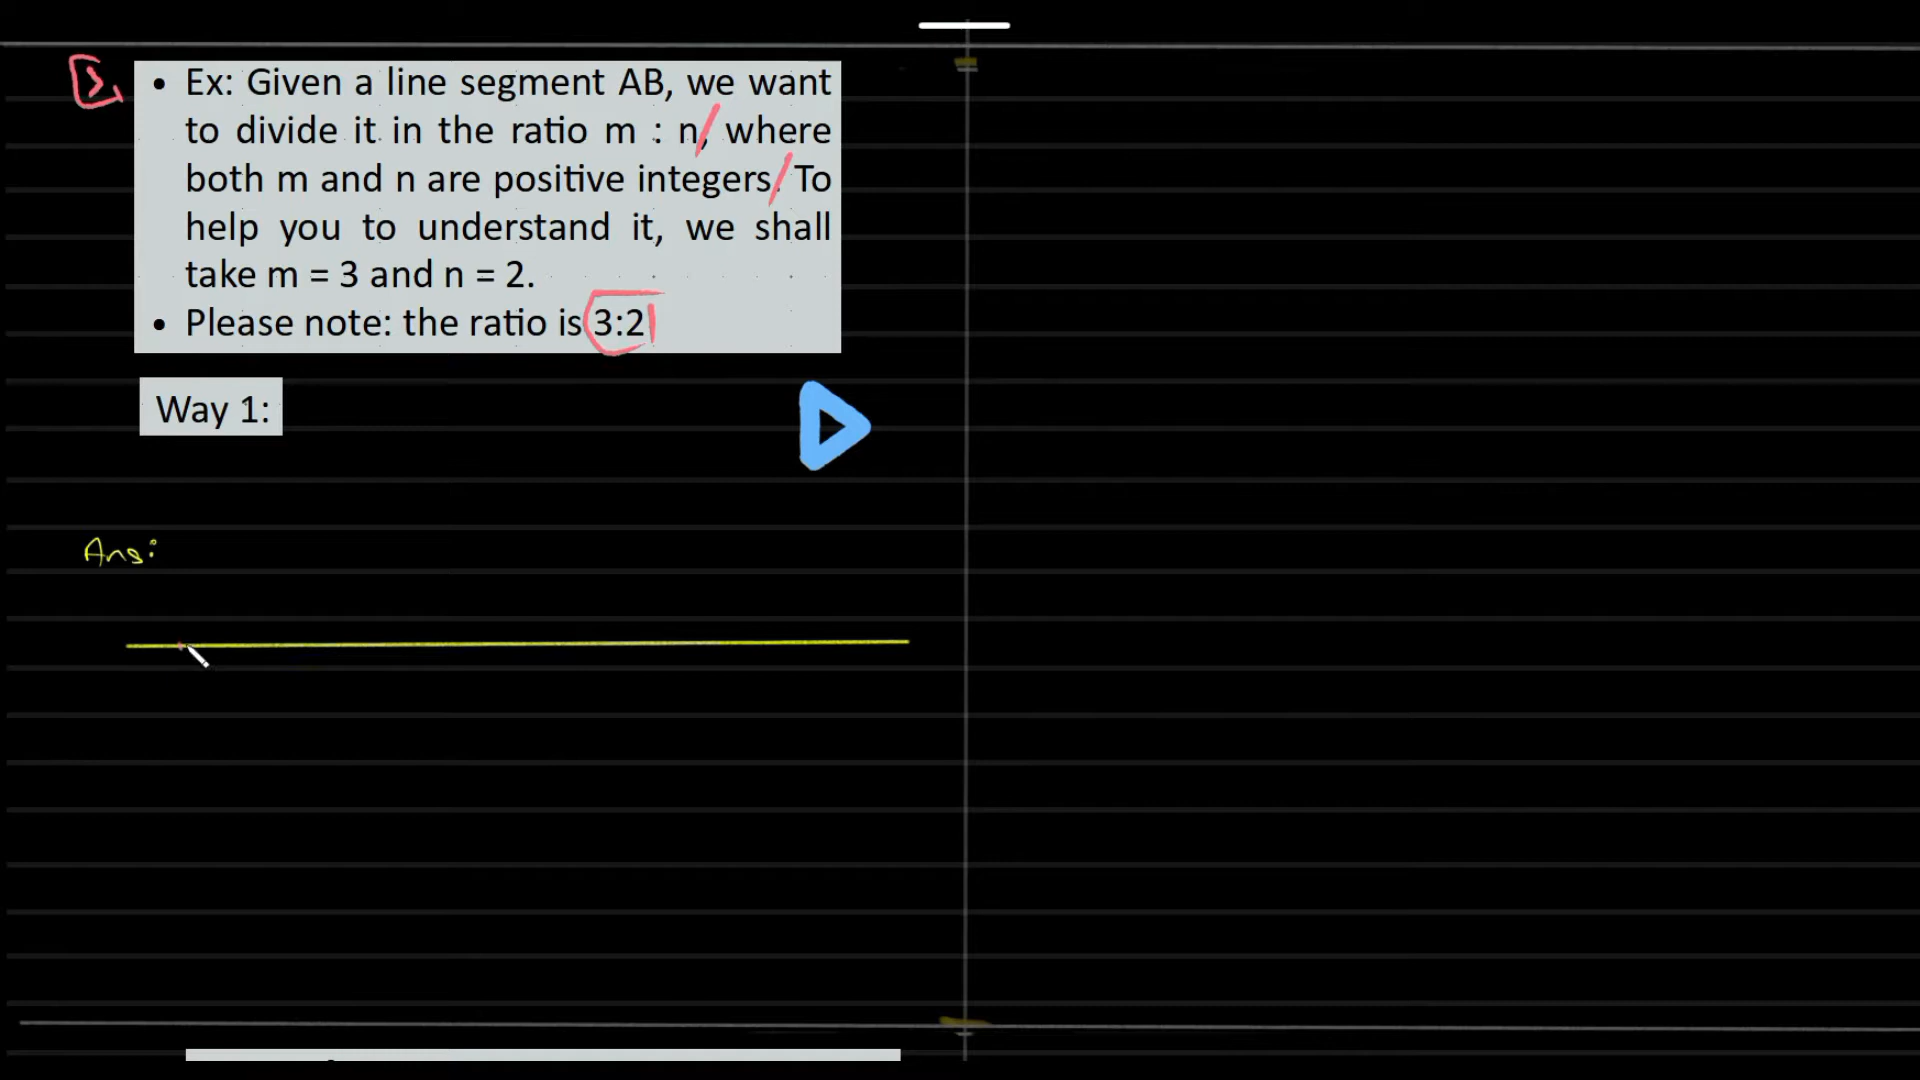 3.
• Ex: Given a line segment AB, we want
to divide it in the ratio m : n, where
both m and n are positive integers. To
help you to understand it, we shall
take m = 3 and n = 2.
• Please note: the ratio is 3:2
Way 1:
Ans: